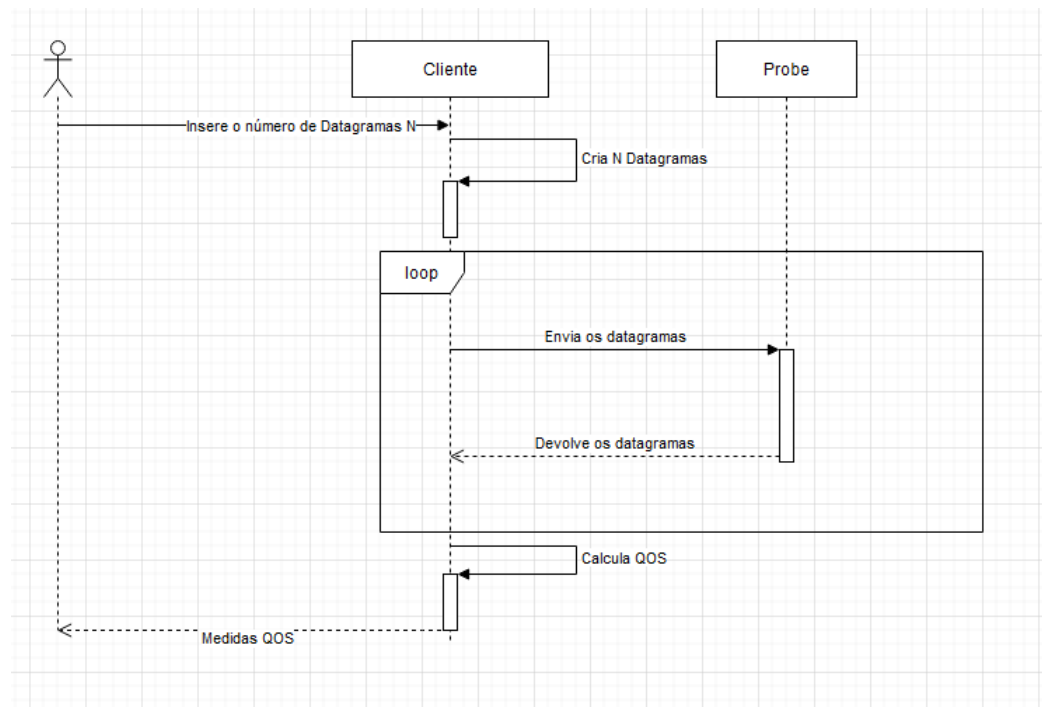 Cliente
Probe
Insere o número de Datagramas N
Cria N Datagramas
loop
Envia os datagramas
Devolve os datagramas
Calcula QOS
Medidas QOS